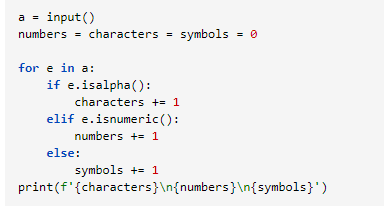 a = input()
numbers = characters = symbols = 0

for e in a:
    if e.isalpha():
        characters += 1
    elif e.isnumeric():
        numbers += 1
    else:
        symbols += 1
print(f'{characters}\n{numbers}\n{symbols}')